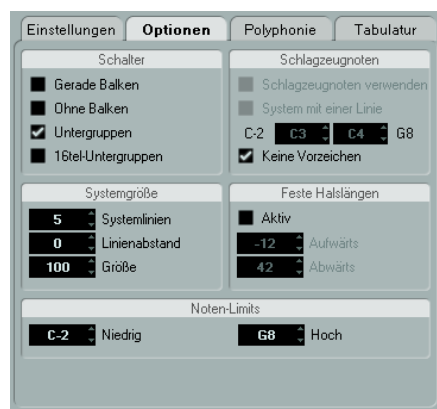 Einstellungen Optionen Polyphonie Tabulatur
Schalter
Gerade Balken
Ohne Balken
Untergruppen
16tel-Untergruppen
Schlagzeugnoten
Schlagzeugnoten verwenden
System mit einer Linie
C-2 C3 C4 G8
Keine Vorzeichen
Systemgröße
5 Systemlinien
0 Linienabstand
100 Größe
Feste Halslängen
Aktiv
-12 Aufwärts
42 Abwärts
Noten-Limits
C-2 Niedrig G8 Hoch